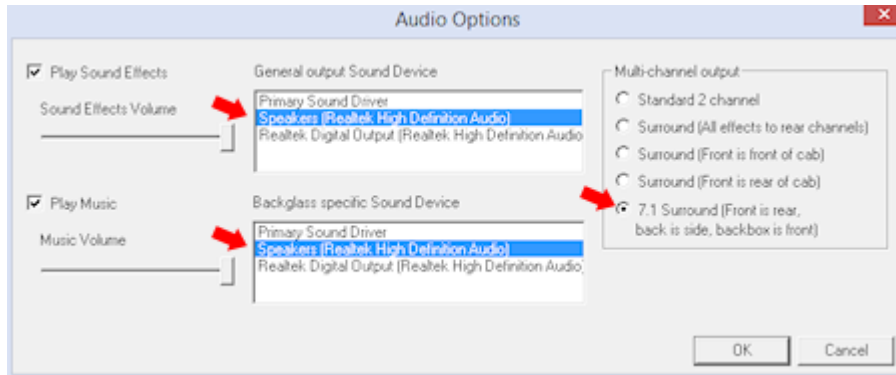 Audio Options
Play Sound Effects
Sound Effects Volume
General output Sound Device
Primary Sound Driver
Speakers (Realtek High Definition Audio)
Realtek Digital Output (Realtek High Definition Audio
Play Music
Music Volume
Backglass specific Sound Device
Primary Sound Driver
Speakers (Realtek High Definition Audio)
Realtek Digital Output (Realtek High Definition Audio)
Multi-channel output
Standard 2 channel
Surround (All effects to rear channels)
Surround (Front is front of cab)
Surround (Front is rear of cab)
7.1 Surround (Front is rear,
back is side, backbox is front)
OK
Cancel